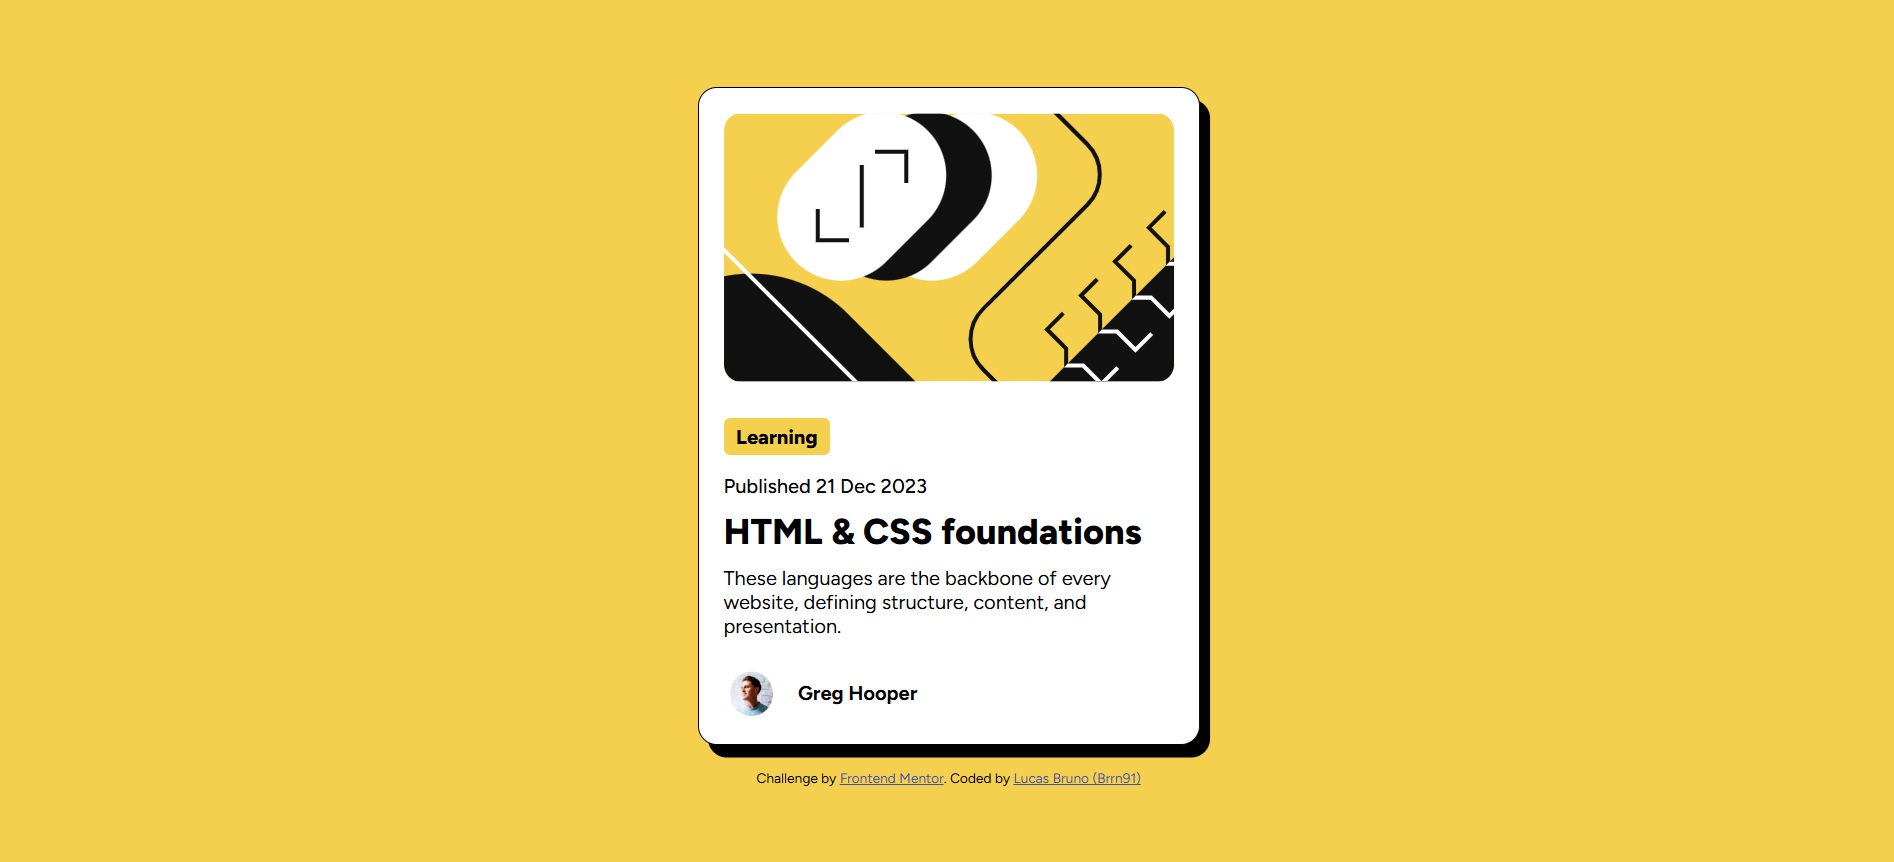 Learning
Published 21 Dec 2023
HTML & CSS foundations
These languages are the backbone of every
website, defining structure, content, and
presentation.
Greg Hooper
Challenge by Frontend Mentor. Coded by Lucas Bruno (Brrn91)